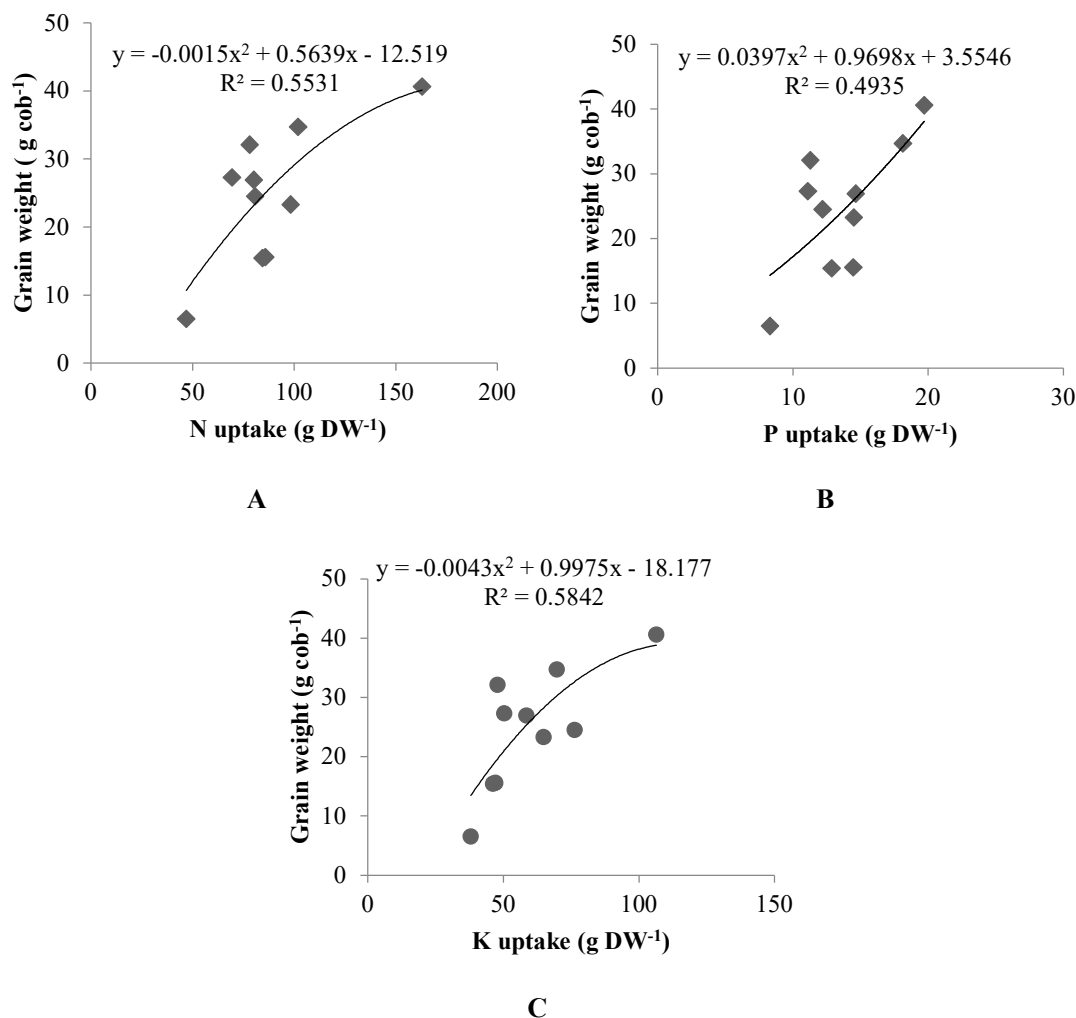 y = -0.0015x² + 0.5639x - 12.519
R² = 0.5531
Grain weight ( g cob⁻¹)
50
40
30
20
10
0
0 50 100 150 200
N uptake (g DW⁻¹)
A
y = 0.0397x² + 0.9698x + 3.5546
R² = 0.4935
Grain weight (g cob⁻¹)
50
40
30
20
10
0
0 10 20 30
P uptake (g DW⁻¹)
B
y = -0.0043x² + 0.9975x - 18.177
R² = 0.5842
Grain weight (g cob⁻¹)
50
40
30
20
10
0
0 50 100 150
K uptake (g DW⁻¹)
C